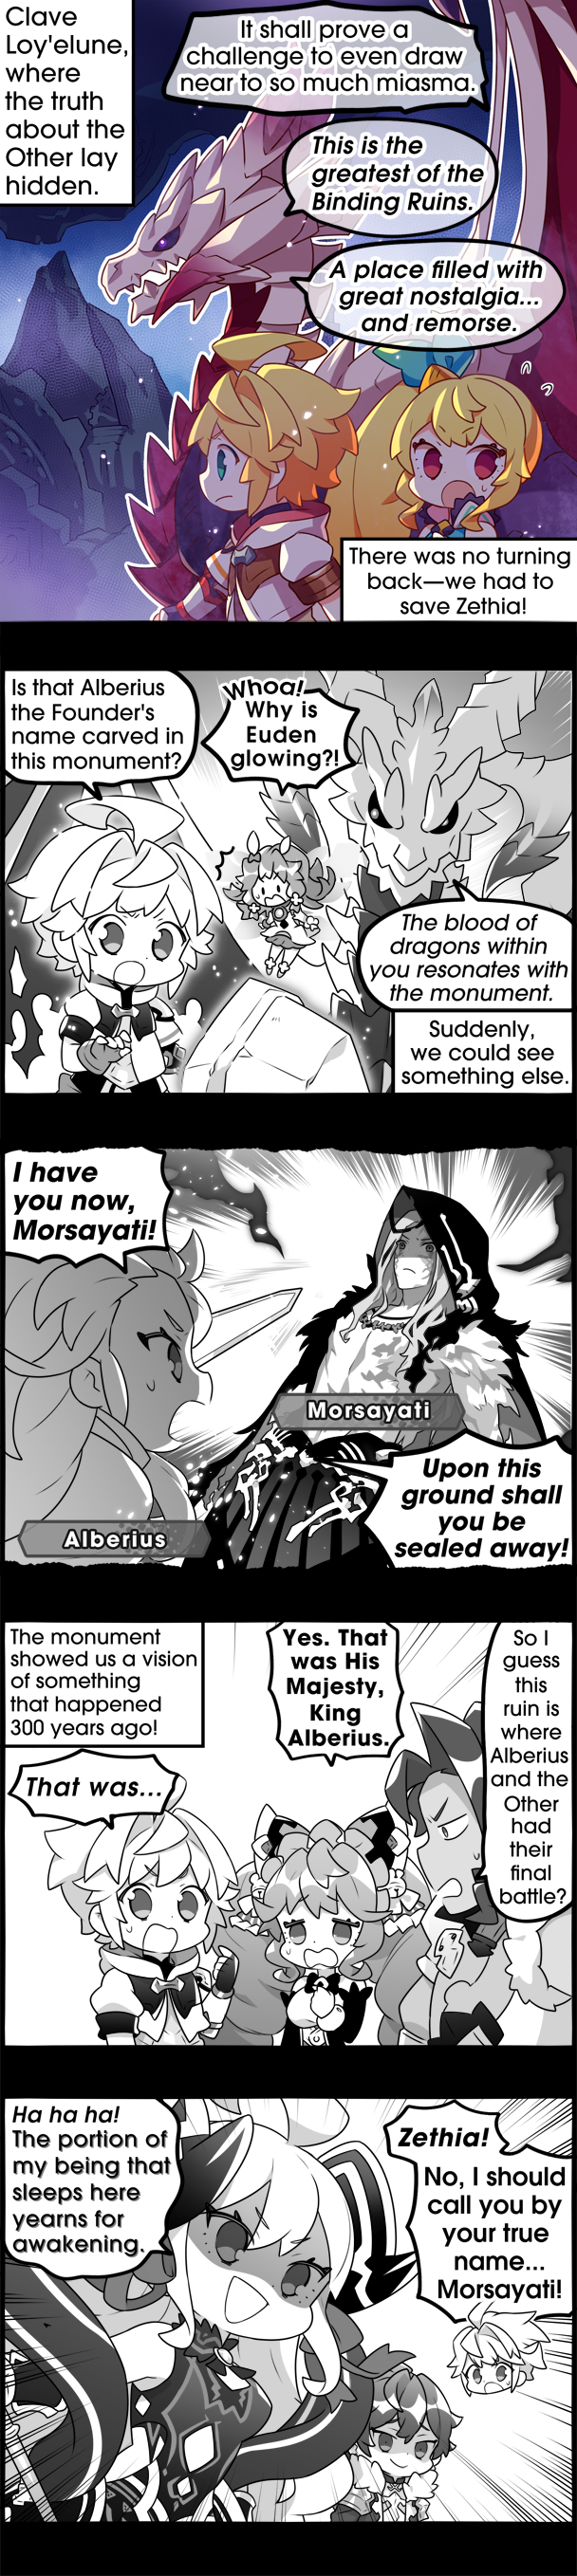 Clave
Loy'elune,
where
the truth
about the
Other lay
hidden.
It shall prove a
challenge to even draw
near to so much miasma.
This is the
greatest of the
Binding Ruins.
A place filled with
great nostalgia...
and remorse.
There was no turning
back—we had to
save Zethia!
Is that Alberius
the Founder's
name carved in
this monument?
Whoa!
Why is
Euden
glowing?!
The blood of
dragons within
you resonates with
the monument.
Suddenly,
we could see
something else.
I have
you now,
Morsayati!
Morsayati
Alberius
Upon this
ground shall
you be
sealed away!
The monument
showed us a vision
of something
that happened
300 years ago!
That was...
Yes. That
was His
Majesty,
King
Alberius.
So I
guess
this
ruin is
where
Alberius
and the
Other
had
their
final
battle?
Ha ha ha!
The portion of
my being that
sleeps here
yearns for
awakening.
Zethia!
No, I should
call you by
your true
name...
Morsayati!